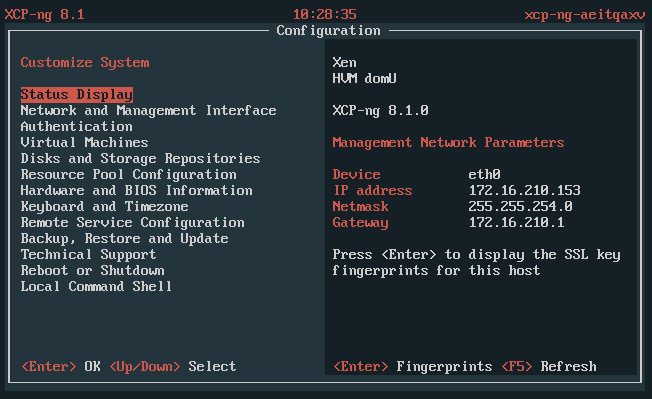 XCP-ng 8.1 10:28:35 xcp-ng-aeitqaxv
Configuration
Customize System
Status Display
Network and Management Interface
Authentication
Virtual Machines
Disks and Storage Repositories
Resource Pool Configuration
Hardware and BIOS Information
Keyboard and Timezone
Remote Service Configuration
Backup, Restore and Update
Technical Support
Reboot or Shutdown
Local Command Shell
<Enter> OK <Up/Down> Select
Xen
HVM domU
XCP-ng 8.1.0
Management Network Parameters
Device eth0
IP address 172.16.210.153
Netmask 255.255.254.0
Gateway 172.16.210.1
Press <Enter> to display the SSL key
fingerprints for this host
<Enter> Fingerprints <F5> Refresh